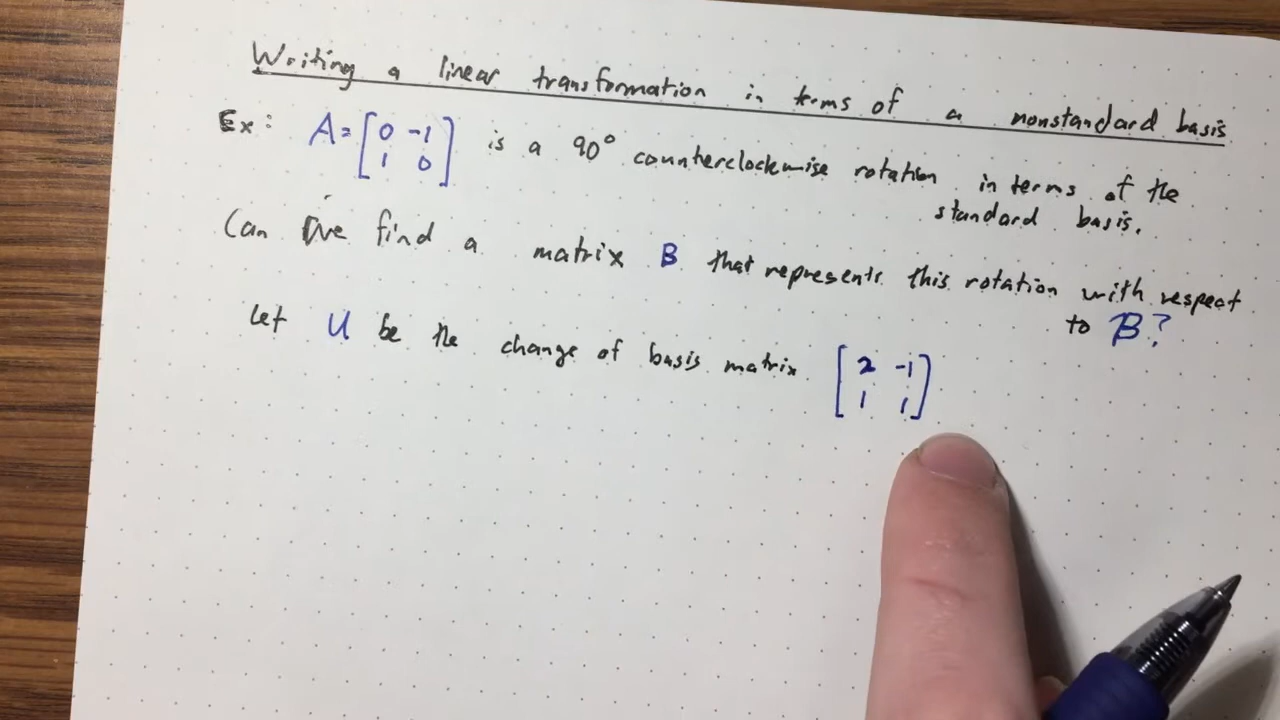 Writing a linear transformation in terms of a nonstandard basis
Ex: A = [0 -1
1 0] is a 90° counterclockwise rotation in terms of the
standard basis.
Can we find a matrix B that represents this rotation with respect
to B?
Let U be the change of basis matrix [2 -1
1 1]